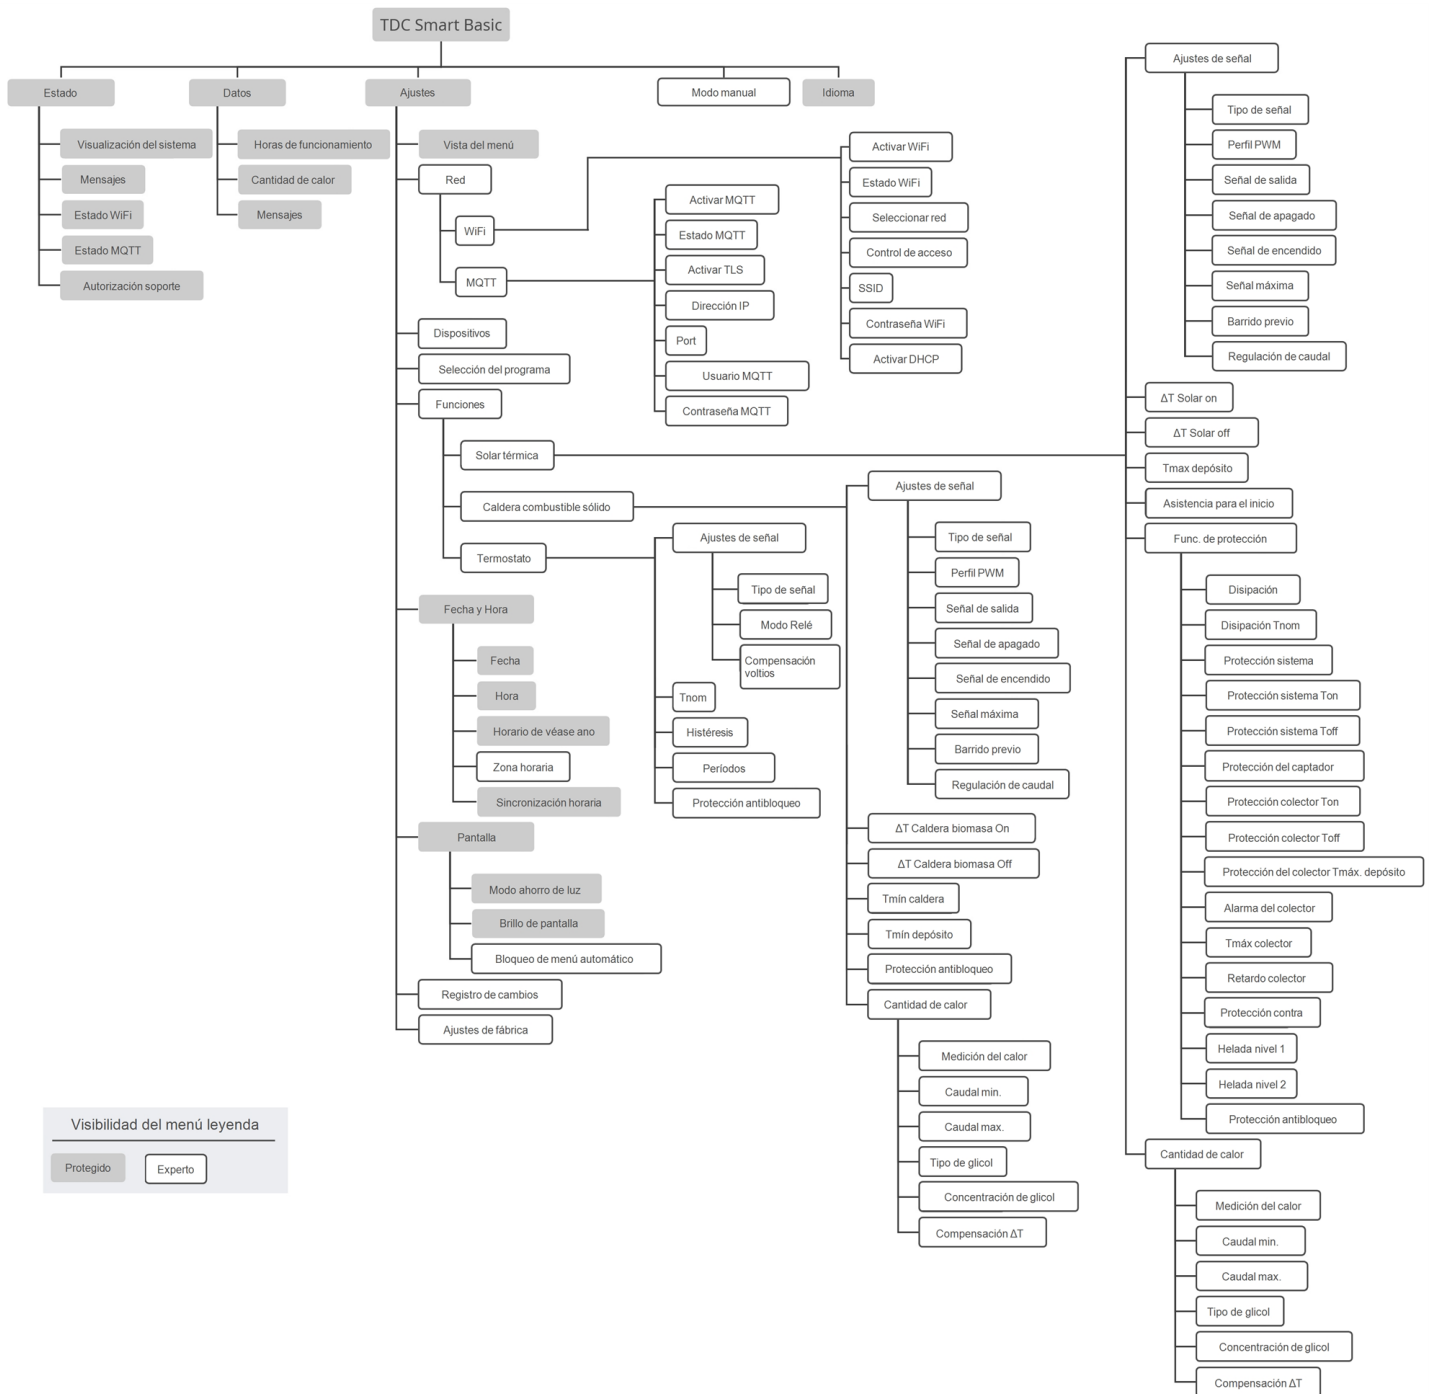 TDC Smart Basic
Estado
Visualización del sistema
Mensajes
Estado WiFi
Estado MQTT
Autorización soporte
Datos
Horas de funcionamiento
Cantidad de calor
Mensajes
Ajustes
Vista del menú
Red
WiFi
Activar WiFi
Estado WiFi
Seleccionar red
Control de acceso
SSID
Contraseña WiFi
Activar DHCP
MQTT
Activar MQTT
Estado MQTT
Activar TLS
Dirección IP
Port
Usuario MQTT
Contraseña MQTT
Dispositivos
Selección del programa
Funciones
Solar térmica
Ajustes de señal
Tipo de señal
Perfil PWM
Señal de salida
Señal de apagado
Señal de encendido
Señal máxima
Barrido previo
Regulación de caudal
ΔT Solar on
ΔT Solar off
Tmax depósito
Asistencia para el inicio
Func. de protección
Disipación
Disipación Tnom
Protección sistema
Protección sistema Ton
Protección sistema Toff
Protección del captador
Protección colector Ton
Protección colector Toff
Protección del colector Tmáx. depósito
Alarma del colector
Tmáx colector
Retardo colector
Protección contra
Helada nivel 1
Helada nivel 2
Protección antibloqueo
Cantidad de calor
Medición del calor
Caudal min.
Caudal max.
Tipo de glicol
Concentración de glicol
Compensación ΔT
Caldera combustible sólido
Ajustes de señal
Tipo de señal
Perfil PWM
Señal de salida
Señal de apagado
Señal de encendido
Señal máxima
Barrido previo
Regulación de caudal
ΔT Caldera biomasa On
ΔT Caldera biomasa Off
Tmín caldera
Tmín depósito
Protección antibloqueo
Cantidad de calor
Medición del calor
Caudal min.
Caudal max.
Tipo de glicol
Concentración de glicol
Compensación ΔT
Termostato
Ajustes de señal
Tipo de señal
Modo Relé
Compensación
voltios
Tnom
Histéresis
Períodos
Protección antibloqueo
Fecha y Hora
Fecha
Hora
Horario de véase ano
Zona horaria
Sincronización horaria
Pantalla
Modo ahorro de luz
Brillo de pantalla
Bloqueo de menú automático
Registro de cambios
Ajustes de fábrica
Modo manual
Idioma
Visibilidad del menú leyenda
Protegido
Experto